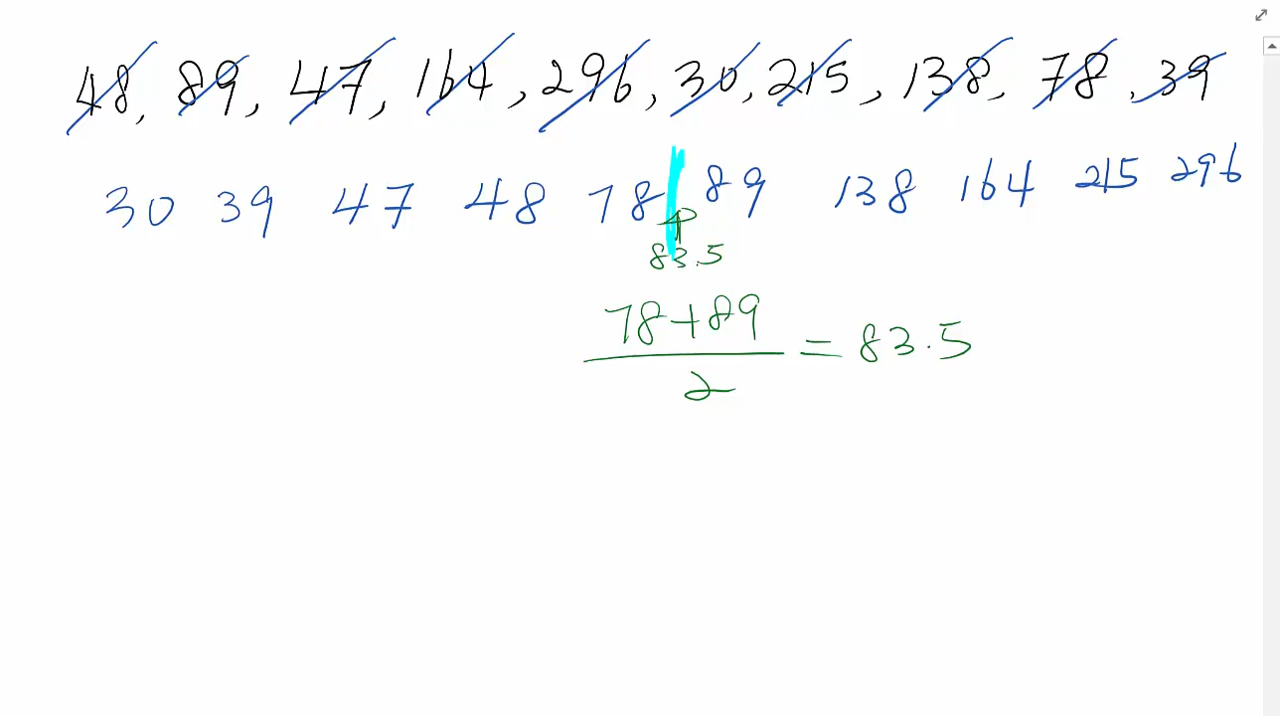 48, 89, 47, 164, 296, 30, 215, 138, 78, 39
30 39 47 48 78 89 138 164 215 296
83.5
78+89
2
= 83.5